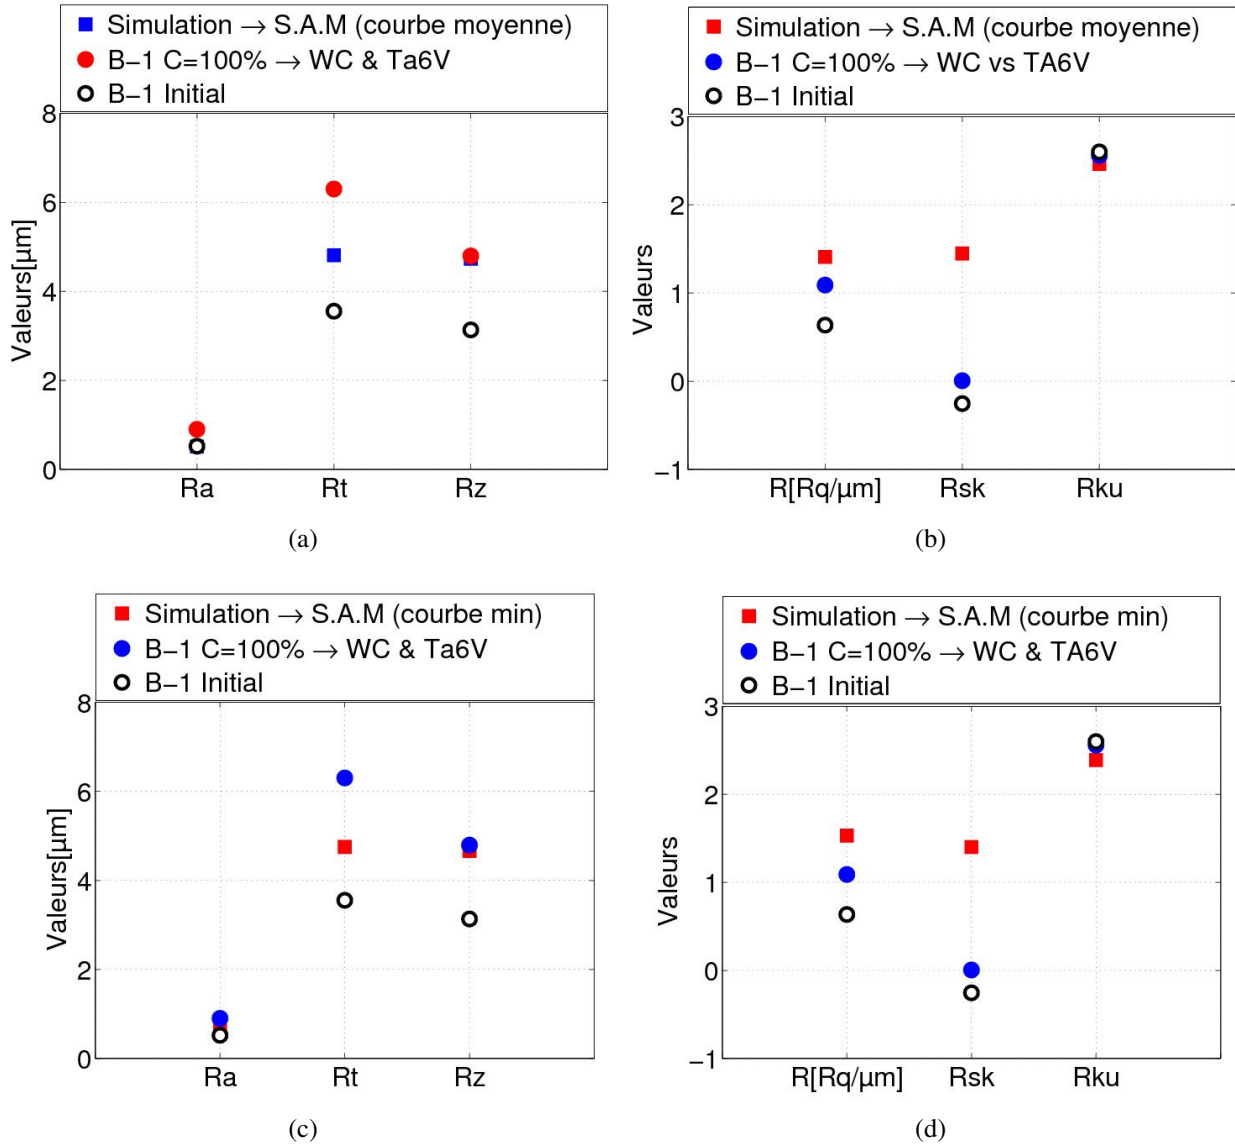 Simulation → S.A.M (courbe moyenne)
B−1 C=100% → WC & Ta6V
B−1 Initial
8
6
4
2
0
Valeurs[µm]
Ra Rt Rz
(a)
Simulation → S.A.M (courbe moyenne)
B−1 C=100% → WC vs TA6V
B−1 Initial
3
2
1
0
−1
Valeurs
R[Rq/µm] Rsk Rku
(b)
Simulation → S.A.M (courbe min)
B−1 C=100% → WC & Ta6V
B−1 Initial
8
6
4
2
0
Valeurs[µm]
Ra Rt Rz
(c)
Simulation → S.A.M (courbe min)
B−1 C=100% → WC & TA6V
B−1 Initial
3
2
1
0
−1
Valeurs
R[Rq/µm] Rsk Rku
(d)